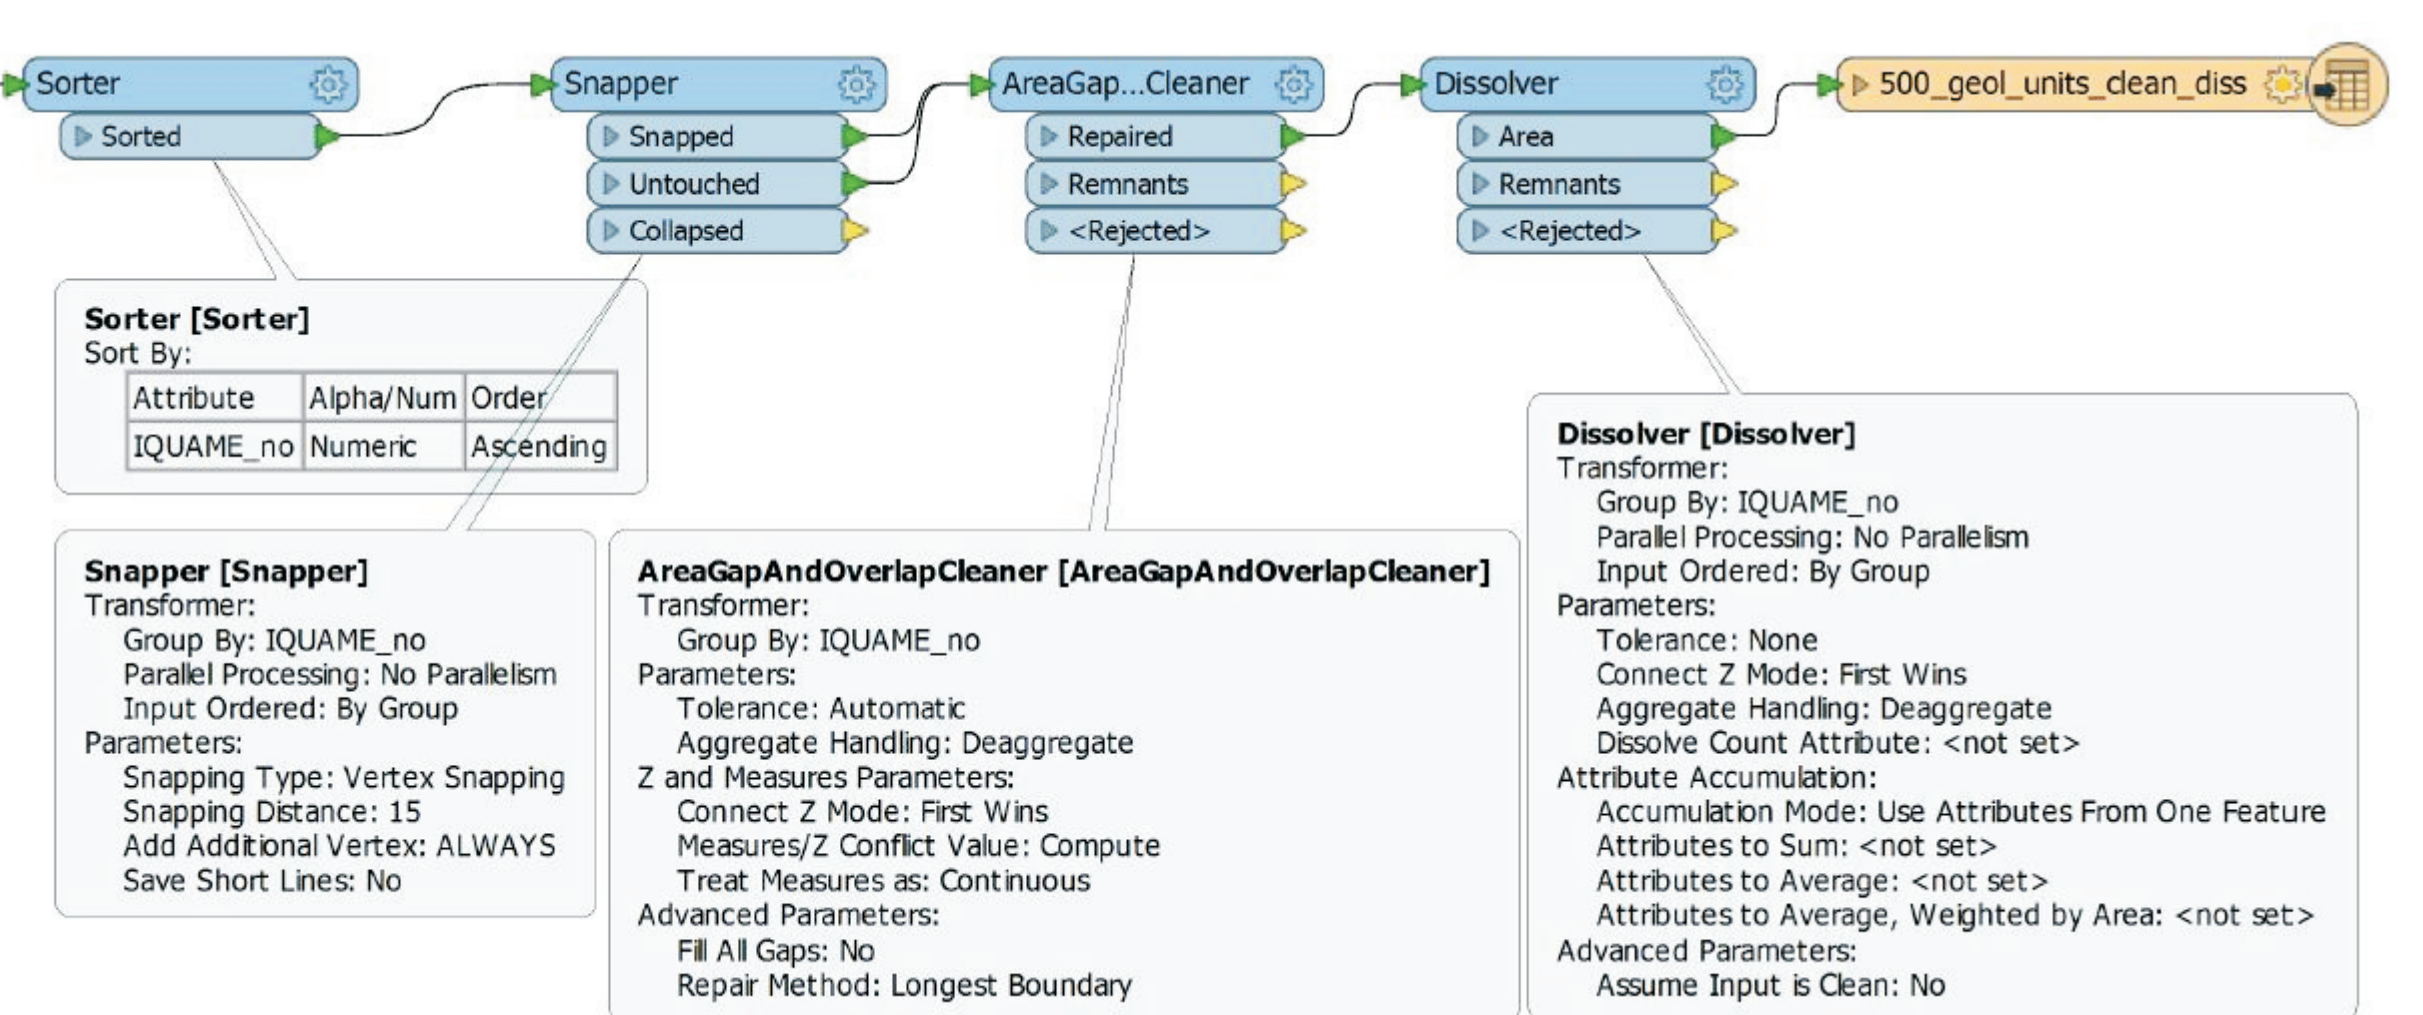 Sorter
Sorted
Snapper
Snapped
Untouched
Collapsed
AreaGap...Cleaner
Repaired
Remnants
<Rejected>
Dissolver
Area
Remnants
<Rejected>
500_geol_units_clean_diss
Sorter [Sorter]
Sort By:
Attribute Alpha/Num Order
IQUAME_no Numeric Ascending
Snapper [Snapper]
Transformer:
Group By: IQUAME_no
Parallel Processing: No Parallelism
Input Ordered: By Group
Parameters:
Snapping Type: Vertex Snapping
Snapping Distance: 15
Add Additional Vertex: ALWAYS
Save Short Lines: No
AreaGapAndOverlapCleaner [AreaGapAndOverlapCleaner]
Transformer:
Group By: IQUAME_no
Parameters:
Tolerance: Automatic
Aggregate Handling: Deaggregate
Z and Measures Parameters:
Connect Z Mode: First Wins
Measures/Z Conflict Value: Compute
Treat Measures as: Continuous
Advanced Parameters:
Fill All Gaps: No
Repair Method: Longest Boundary
Dissolver [Dissolver]
Transformer:
Group By: IQUAME_no
Parallel Processing: No Parallelism
Input Ordered: By Group
Parameters:
Tolerance: None
Connect Z Mode: First Wins
Aggregate Handling: Deaggregate
Dissolve Count Attribute: <not set>
Attribute Accumulation:
Accumulation Mode: Use Attributes From One Feature
Attributes to Sum: <not set>
Attributes to Average: <not set>
Attributes to Average, Weighted by Area: <not set>
Advanced Parameters:
Assume Input is Clean: No